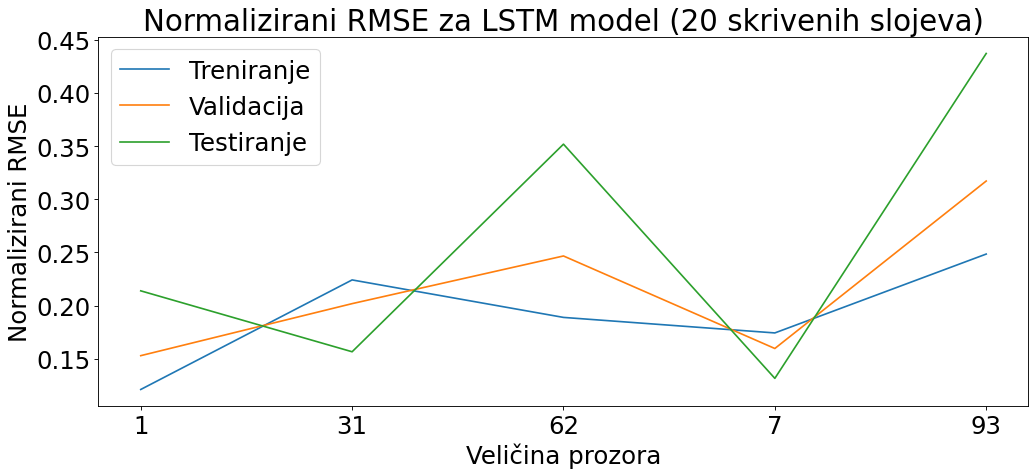 Normalizirani RMSE za LSTM model (20 skrivenih slojeva)
0.45
0.40
0.35
0.30
0.25
0.20
0.15
Normalizirani RMSE
Treniranje
Validacija
Testiranje
1 31 62 7 93
Veličina prozora